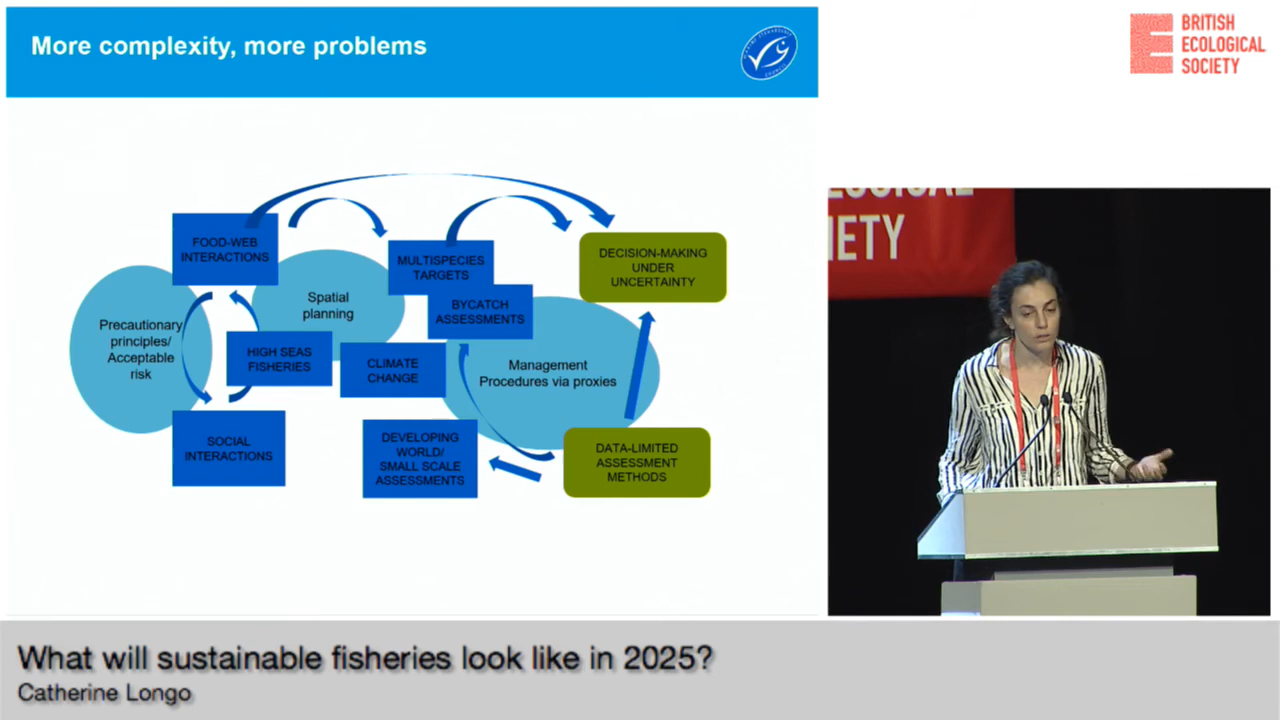 More complexity, more problems
BRITISH
ECOLOGICAL
SOCIETY
FOOD-WEB
INTERACTIONS
MULTISPECIES
TARGETS
DECISION-MAKING
UNDER
UNCERTAINTY
Spatial
planning
BYCATCH
ASSESSMENTS
Precautionary
principles/
Acceptable
risk
HIGH SEAS
FISHERIES
CLIMATE
CHANGE
Management
Procedures via proxies
SOCIAL
INTERACTIONS
DEVELOPING
WORLD/
SMALL SCALE
ASSESSMENTS
DATA-LIMITED
ASSESSMENT
METHODS
What will sustainable fisheries look like in 2025?
Catherine Longo